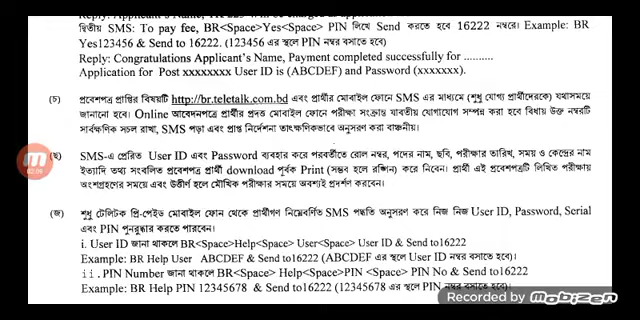 Reply: Applicant's Name,
দ্বিতীয় SMS: To pay fee, BR<Space>Yes<Space> PIN লিখে Send করতে হবে 16222 নম্বরে। Example: BR
Yes123456 & Send to 16222. (123456 এর স্থলে PIN নম্বর বসাতে হবে)
Reply: Congratulations Applicant's Name, Payment completed successfully for ..........
Application for Post xxxxxxxx User ID is (ABCDEF) and Password (xxxxxxx).
(চ) প্রবেশপত্র প্রাপ্তির বিষয়টি http://br.teletalk.com.bd এবং প্রার্থীর মোবাইল ফোনে SMS এর মাধ্যমে (শুধু যোগ্য প্রার্থীদেরকে) যথাসময়ে
জানানো হবে। Online আবেদনপত্রে প্রার্থীর প্রদত্ত মোবাইল ফোনে পরীক্ষা সংক্রান্ত যাবতীয় যোগাযোগ সম্পন্ন করা হবে বিধায় উক্ত নম্বরটি
সার্বক্ষণিক সচল রাখা, SMS পড়া এবং প্রাপ্ত নির্দেশনা তাৎক্ষণিকভাবে অনুসরণ করা বাঞ্চনীয়।
(ছ) SMS-এ প্রেরিত User ID এবং Password ব্যবহার করে পরবর্তীতে রোল নম্বর, পদের নাম, ছবি, পরীক্ষার তারিখ, সময় ও কেন্দ্রের নাম
ইত্যাদি তথ্য সংবলিত প্রবেশপত্র প্রার্থী download পূর্বক Print (সম্ভব হলে রঙ্গিন) করে নিবেন। প্রার্থী এই প্রবেশপত্রটি লিখিত পরীক্ষায়
অংশগ্রহণের সময়ে এবং উত্তীর্ণ হলে মৌখিক পরীক্ষার সময়ে অবশ্যই প্রদর্শন করবেন।
02:09
(জ) শুধু টেলিটক প্রি-পেইড মোবাইল ফোন থেকে প্রার্থীগণ নিম্নেবর্ণিত SMS পদ্ধতি অনুসরণ করে নিজ নিজ User ID, Password, Serial
এবং PIN পুনরুদ্ধার করতে পারবেন।
i. User ID জানা থাকলে BR<Space>Help<Space> User<Space> User ID & Send to16222
Example: BR Help User ABCDEF & Send to16222 (ABCDEF এর স্থলে User ID নম্বর বসাতে হবে)।
ii. PIN Number জানা থাকলে BR<Space> Help<Space>PIN <Space> PIN No & Send to16222
Example: BR Help PIN 12345678 & Send to16222 (12345678 এর স্থলে PIN নম্বর বসাতে হবে)।
Recorded by Mobizen